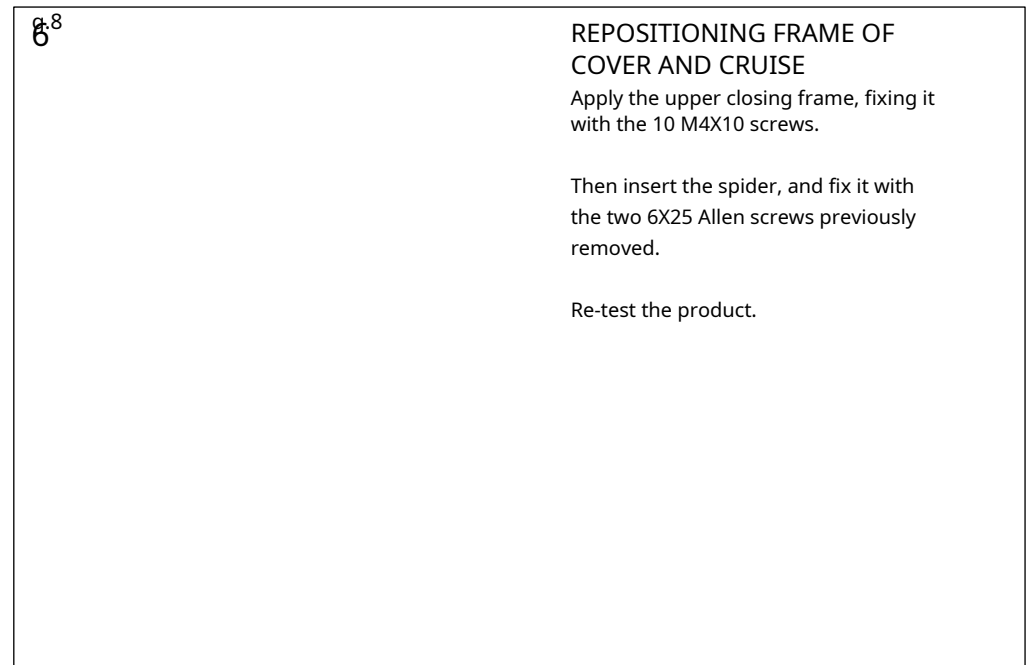 6
REPOSITIONING FRAME OF
COVER AND CRUISE
Apply the upper closing frame, fixing it
with the 10 M4X10 screws.
Then insert the spider, and fix it with
the two 6X25 Allen screws previously
removed.
Re-test the product.